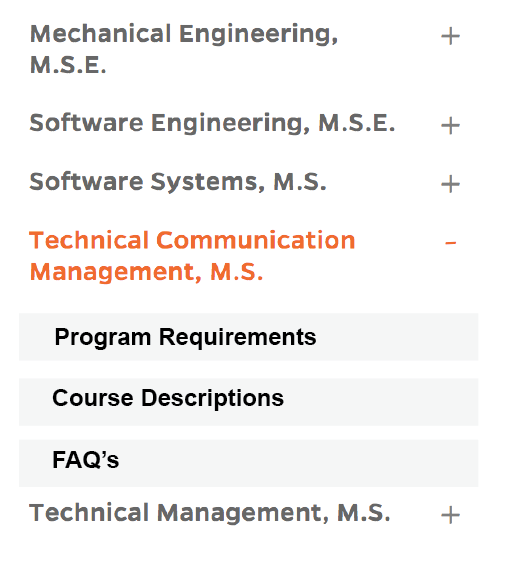 Mechanical Engineering, +
M.S.E.
Software Engineering, M.S.E. +
Software Systems, M.S. +
Technical Communication -
Management, M.S.
Program Requirements
Course Descriptions
FAQ’s
Technical Management, M.S. +